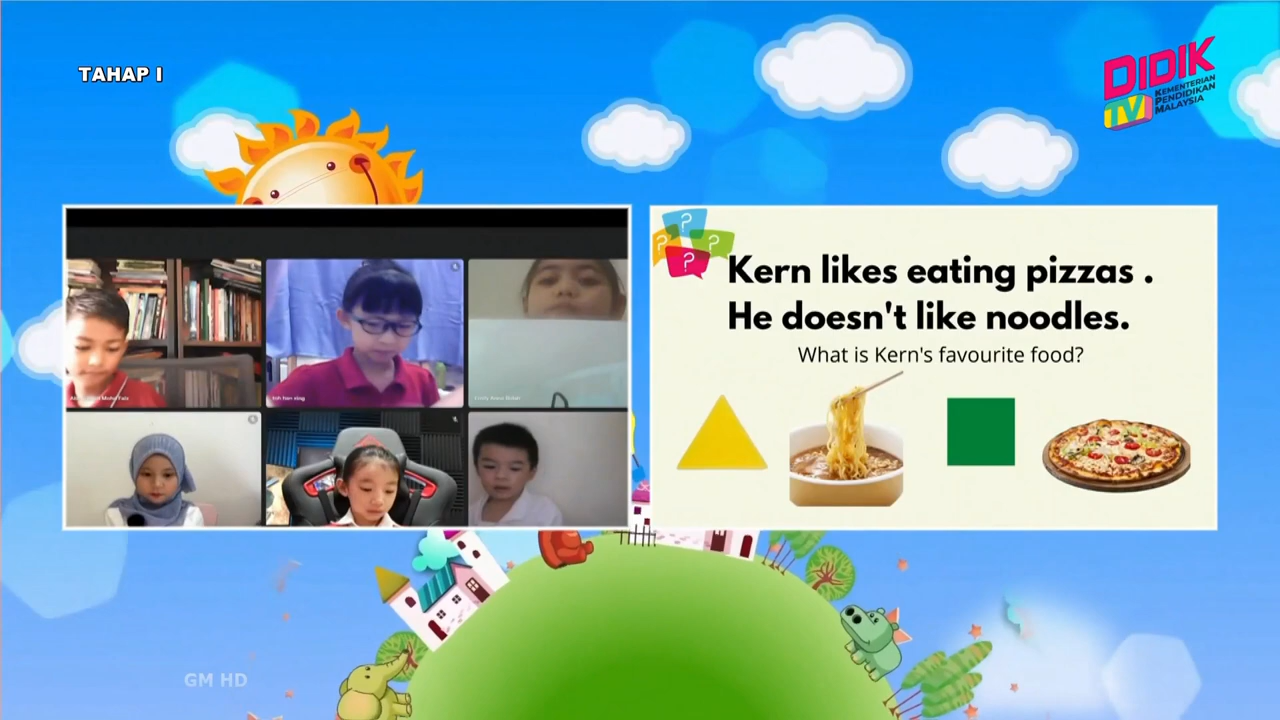 TAHAP I
DIDIK
TV
KEMENTERIAN
PENDIDIKAN
MALAYSIA
Kern likes eating pizzas .
He doesn't like noodles.
What is Kern's favourite food?
? ? ? ?
GM HD